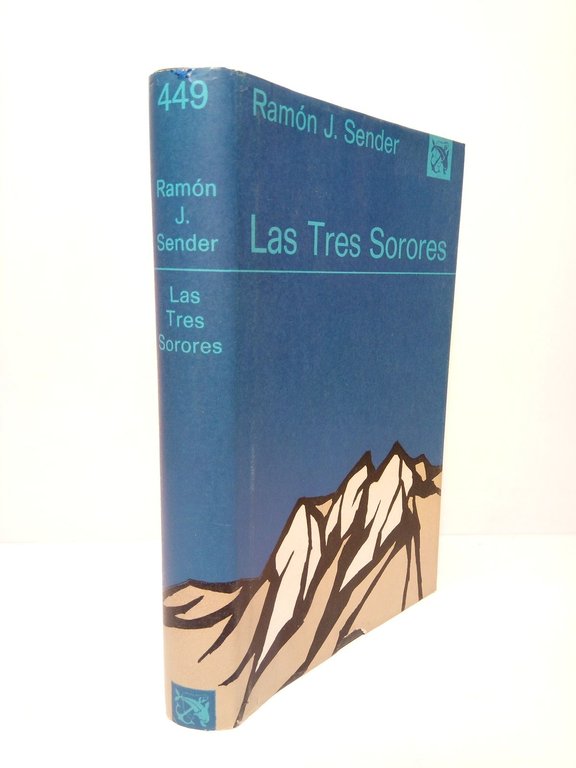 449
Ramón
J.
Sender
Las
Tres
Sorores
Ramón J. Sender
Las Tres Sorores